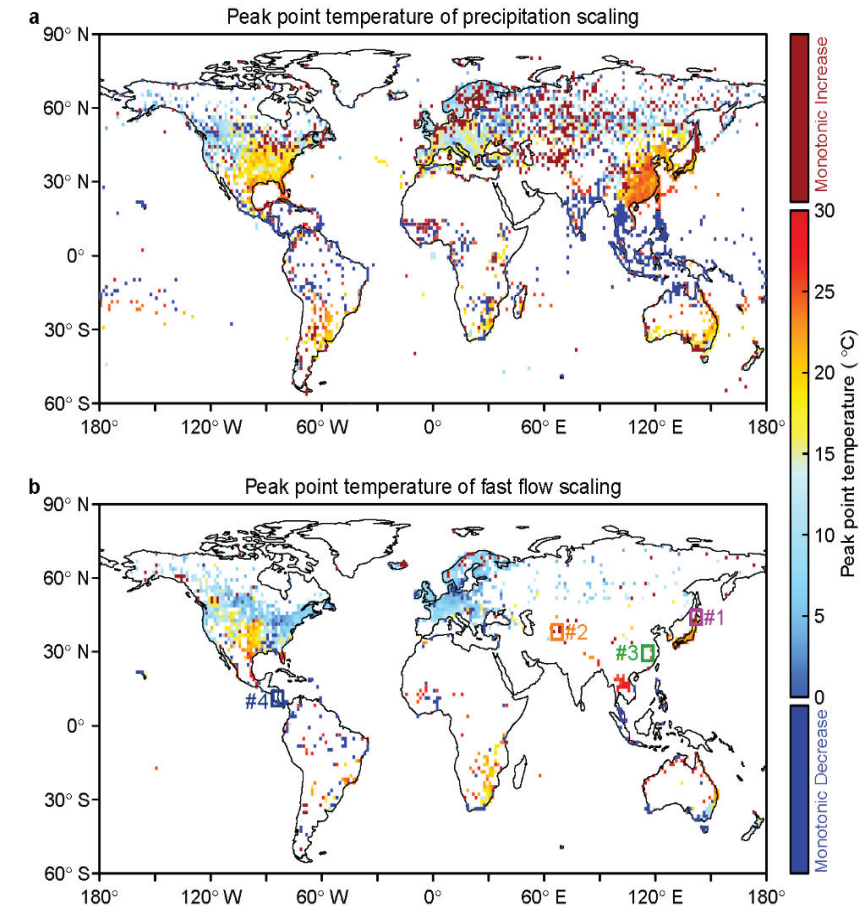 a
Peak point temperature of precipitation scaling
90° N
60° N
30° N
0°
30° S
60° S
180°
120° W
60° W
0°
60° E
120° E
180°
b
Peak point temperature of fast flow scaling
90° N
60° N
30° N
0°
30° S
60° S
180°
120° W
60° W
0°
60° E
120° E
180°
#1
#2
#3
#4
Monotonic Increase
30
25
20
15
10
5
0
Peak point temperature ( °C)
Monotonic Decrease